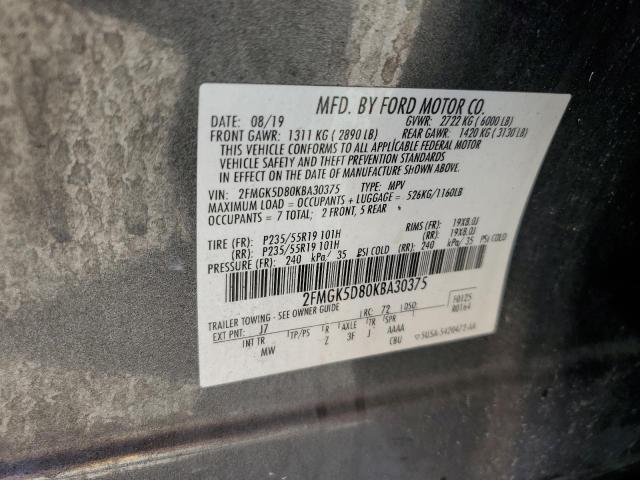 MFD. BY FORD MOTOR CO.
DATE: 08/19 GVWR: 2722 KG ( 6000 LB)
FRONT GAWR: 1311 KG ( 2890 LB) REAR GAWR: 1420 KG ( 3130 LB)
THIS VEHICLE CONFORMS TO ALL APPLICABLE FEDERAL MOTOR
VEHICLE SAFETY AND THEFT PREVENTION STANDARDS
IN EFFECT ON THE DATE OF MANUFACTURE SHOWN ABOVE.
VIN: 2FMGK5D80KBA30375 TYPE: MPV
MAXIMUM LOAD = OCCUPANTS + LUGGAGE = 526KG/1160LB
OCCUPANTS = 7 TOTAL; 2 FRONT, 5 REAR
TIRE (FR): P235/55R19 101H RIMS (FR): 19X8.0J
(RR): P235/55R19 101H (RR): 19X8.0J
PRESSURE (FR): 240 kPa/ 35 PSI COLD (RR): 240 kPa/ 35 PSI COLD
2FMGK5D80KBA30375
TRAILER TOWING: SEE OWNER GUIDE F0125
EXT PNT: J7 RC: 72 DSO: R0164
INT TR TP/PS R AXLE TR SPR
MW Z 3F J AAAA
CBU